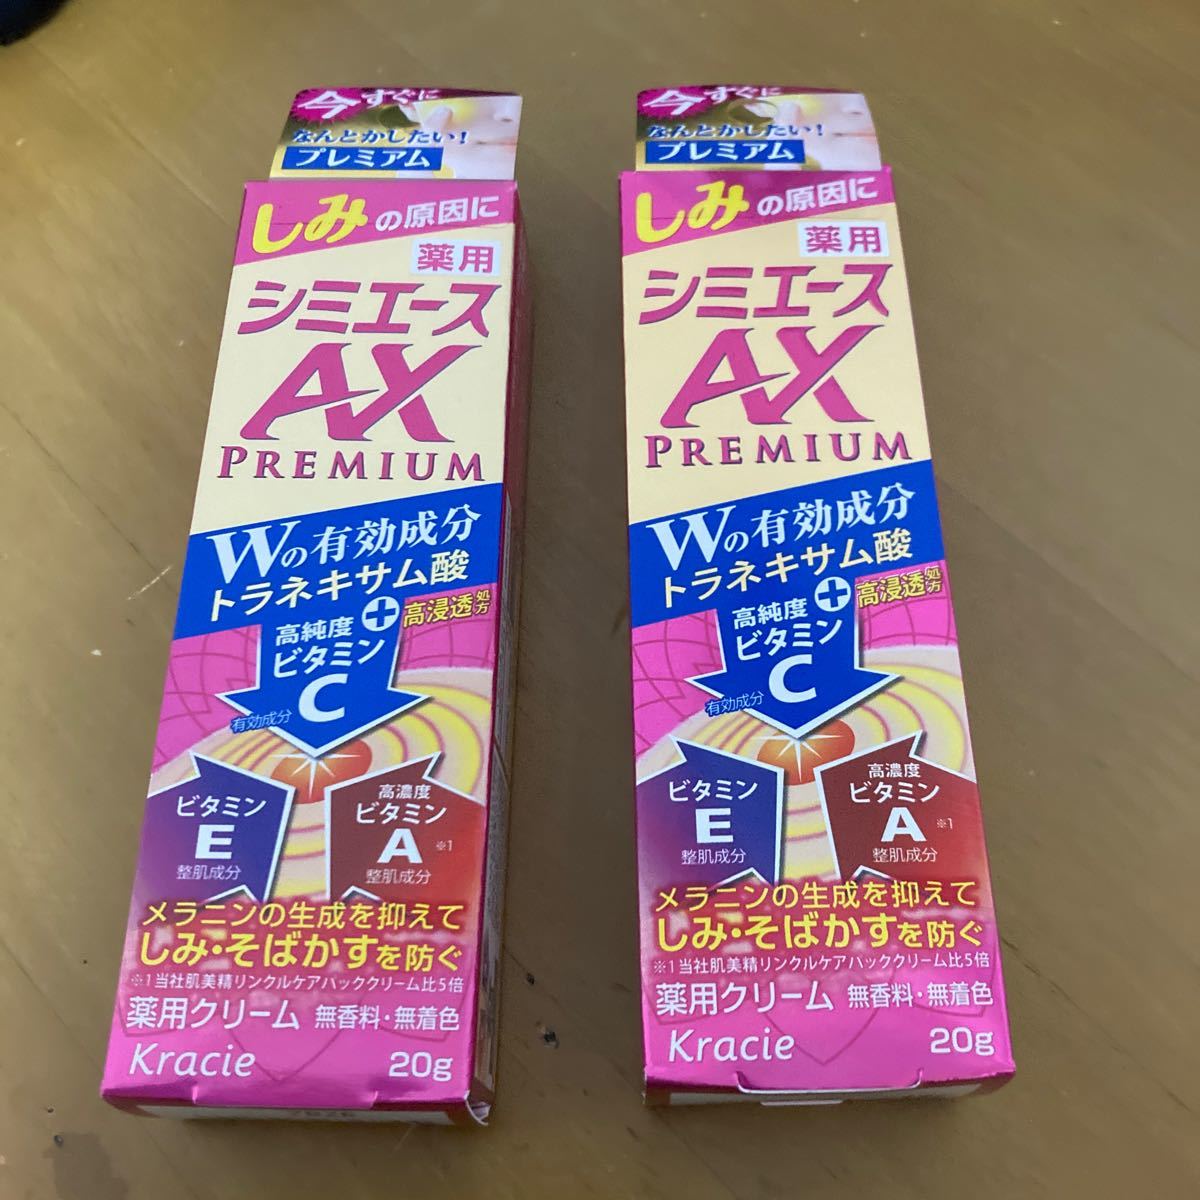 今すぐに
なんとかしたい!
プレミアム
しみの原因に
薬用
シミエース
AX
PREMIUM
Wの有効成分
トラネキサム酸
+
高浸透処方
高純度
ビタミン
C
有効成分
ビタミン
E
整肌成分
高濃度
ビタミン
A ※1
整肌成分
メラニンの生成を抑えて
しみ・そばかすを防ぐ
※1当社肌美精リンクルケアパッククリーム比5倍
薬用クリーム 無香料・無着色
Kracie 20g
今すぐに
なんとかしたい!
プレミアム
しみの原因に
薬用
シミエース
AX
PREMIUM
Wの有効成分
トラネキサム酸
+
高浸透処方
高純度
ビタミン
C
有効成分
ビタミン
E
整肌成分
高濃度
ビタミン
A ※1
整肌成分
メラニンの生成を抑えて
しみ・そばかすを防ぐ
※1当社肌美精リンクルケアパッククリーム比5倍
薬用クリーム 無香料・無着色
Kracie 20g